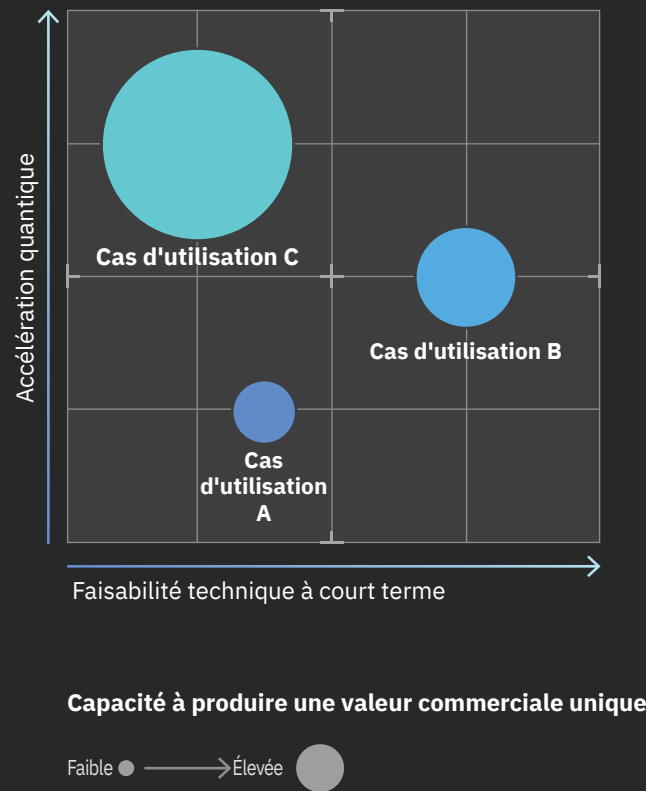 Accélération quantique
Cas d'utilisation C
Cas d'utilisation B
Cas
d'utilisation
A
Faisabilité technique à court terme
Capacité à produire une valeur commerciale unique
Faible
Élevée